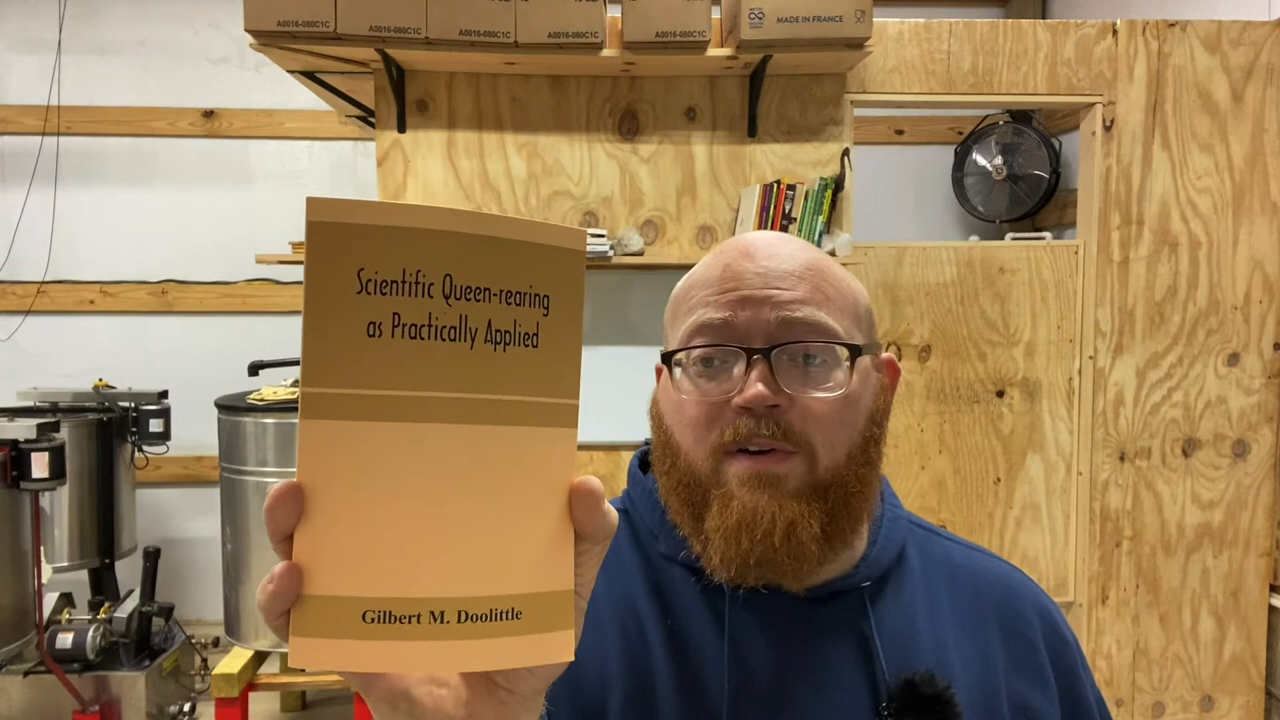 A0016-080C1C
A0016-080C1C
A0016-080C1C
A0016-080C1C
A0016-080C1C
MADE IN FRANCE
Scientific Queen-rearing
as Practically Applied
Gilbert M. Doolittle